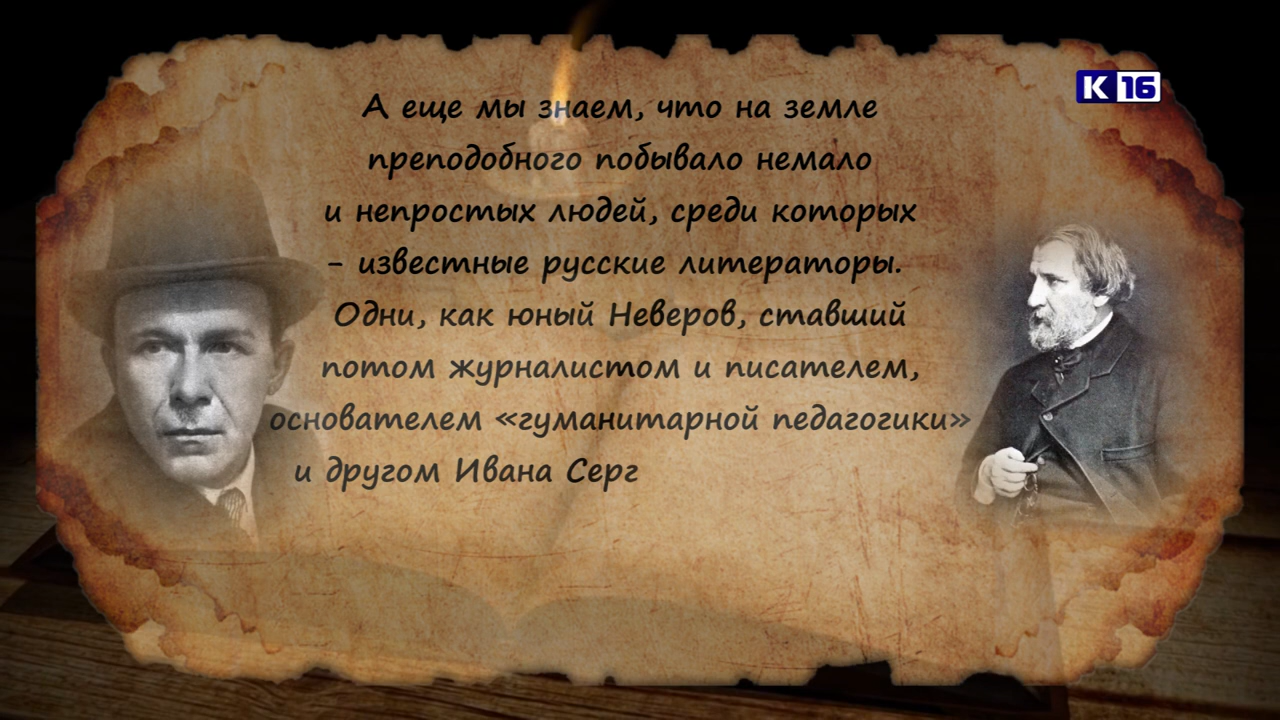 К 16
А еще мы знаем, что на земле
преподобного побывало немало
и непростых людей, среди которых
- известные русские литераторы.
Одни, как юный Неверов, ставший
потом журналистом и писателем,
основателем «гуманитарной педагогики»
и другом Ивана Серг